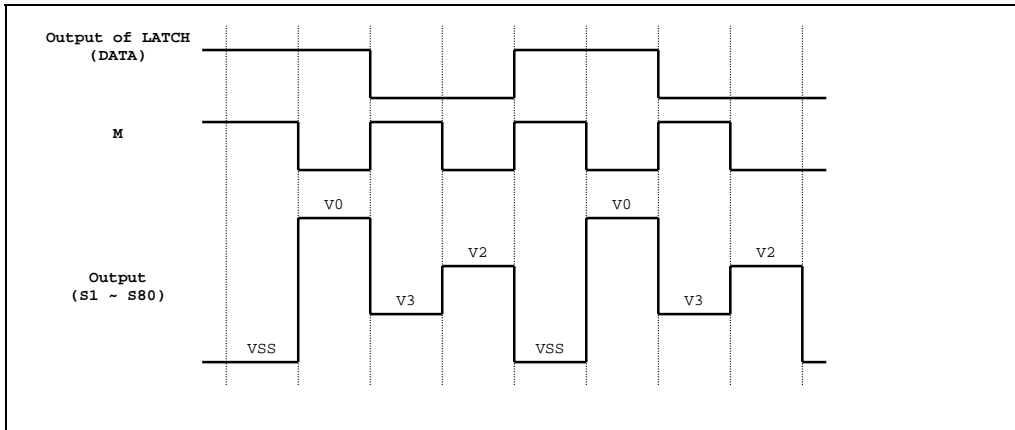 Output of LATCH
(DATA)
M
V0
V0
V2
V2
Output
(S1 ~ S80)
V3
V3
VSS
VSS